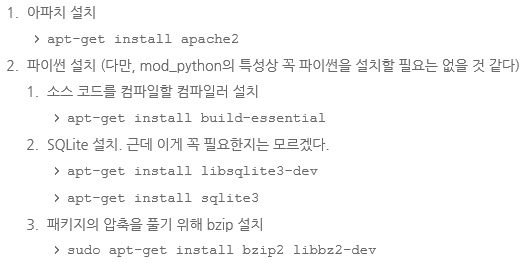 1. 아파치 설치
> apt-get install apache2
2. 파이썬 설치 (다만, mod_python의 특성상 꼭 파이썬을 설치할 필요는 없을 것 같다)
1. 소스 코드를 컴파일할 컴파일러 설치
> apt-get install build-essential
2. SQLite 설치. 근데 이게 꼭 필요한지는 모르겠다.
> apt-get install libsqlite3-dev
> apt-get install sqlite3
3. 패키지의 압축을 풀기 위해 bzip 설치
> sudo apt-get install bzip2 libbz2-dev